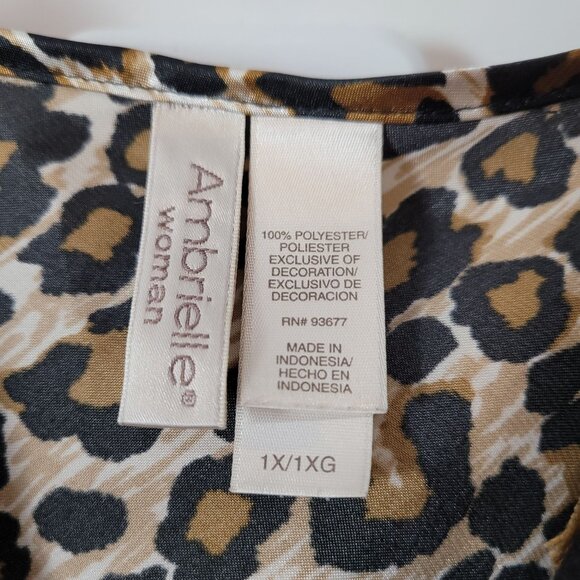 Ambrielle®
woman
100% POLYESTER/
POLIESTER
EXCLUSIVE OF
DECORATION/
EXCLUSIVO DE
DECORACION
RN# 93677
MADE IN
INDONESIA/
HECHO EN
INDONESIA
1X/1XG